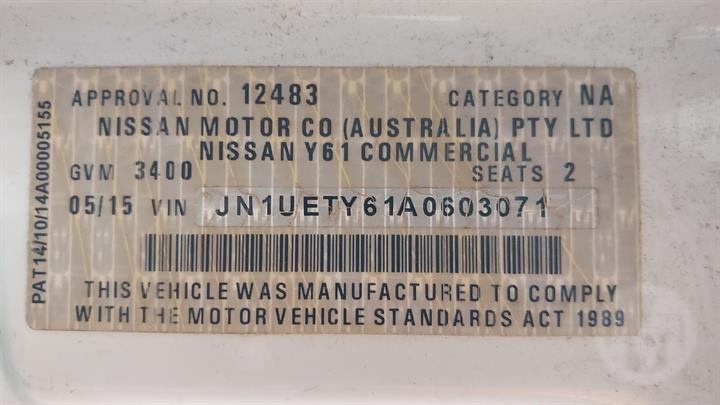 APPROVAL NO. 12483 CATEGORY NA
NISSAN MOTOR CO (AUSTRALIA) PTY LTD
NISSAN Y61 COMMERCIAL
GVM 3400 SEATS 2
05/15 VIN JN1UETY61A0603071
THIS VEHICLE WAS MANUFACTURED TO COMPLY
WITH THE MOTOR VEHICLE STANDARDS ACT 1989
PAT14/10/14A00005155